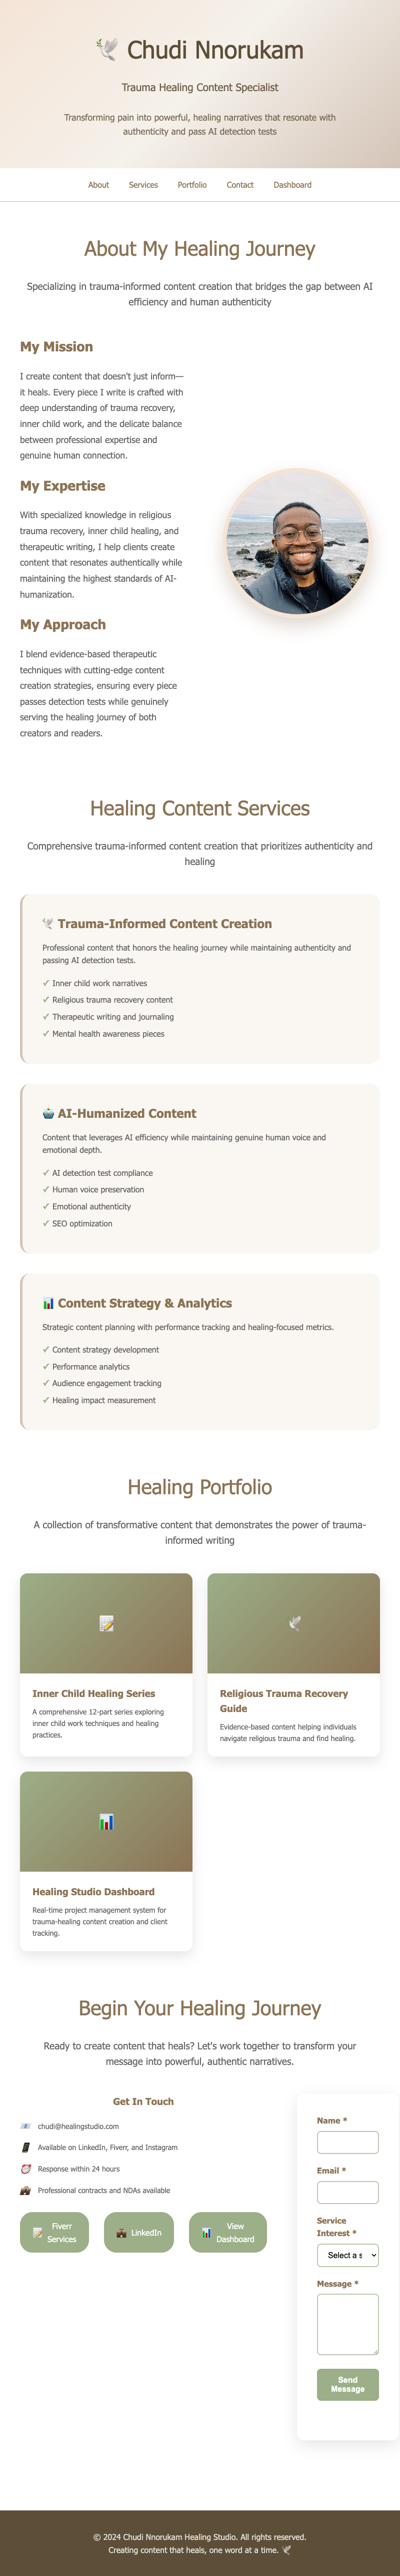 🕊️ Chudi Nnorukam
Trauma Healing Content Specialist
Transforming pain into powerful, healing narratives that resonate with
authenticity and pass AI detection tests
About Services Portfolio Contact Dashboard
About My Healing Journey
Specializing in trauma-informed content creation that bridges the gap between AI
efficiency and human authenticity
My Mission
I create content that doesn't just inform—
it heals. Every piece I write is crafted with
deep understanding of trauma recovery,
inner child work, and the delicate balance
between professional expertise and
genuine human connection.
My Expertise
With specialized knowledge in religious
trauma recovery, inner child healing, and
therapeutic writing, I help clients create
content that resonates authentically while
maintaining the highest standards of AI-
humanization.
My Approach
I blend evidence-based therapeutic
techniques with cutting-edge content
creation strategies, ensuring every piece
passes detection tests while genuinely
serving the healing journey of both
creators and readers.
Healing Content Services
Comprehensive trauma-informed content creation that prioritizes authenticity and
healing
🕊️ Trauma-Informed Content Creation
Professional content that honors the healing journey while maintaining authenticity and
passing AI detection tests.
✓ Inner child work narratives
✓ Religious trauma recovery content
✓ Therapeutic writing and journaling
✓ Mental health awareness pieces
🤖 AI-Humanized Content
Content that leverages AI efficiency while maintaining genuine human voice and
emotional depth.
✓ AI detection test compliance
✓ Human voice preservation
✓ Emotional authenticity
✓ SEO optimization
📊 Content Strategy & Analytics
Strategic content planning with performance tracking and healing-focused metrics.
✓ Content strategy development
✓ Performance analytics
✓ Audience engagement tracking
✓ Healing impact measurement
Healing Portfolio
A collection of transformative content that demonstrates the power of trauma-
informed writing
Inner Child Healing Series
A comprehensive 12-part series exploring
inner child work techniques and healing
practices.
Religious Trauma Recovery
Guide
Evidence-based content helping individuals
navigate religious trauma and find healing.
Healing Studio Dashboard
Real-time project management system for
trauma-healing content creation and client
tracking.
Begin Your Healing Journey
Ready to create content that heals? Let's work together to transform your
message into powerful, authentic narratives.
Get In Touch
📧 chudi@healingstudio.com
📱 Available on LinkedIn, Fiverr, and Instagram
⏰ Response within 24 hours
💼 Professional contracts and NDAs available
📝 Fiverr
Services
💼 LinkedIn
📊 View
Dashboard
Name *
Email *
Service
Interest *
Select a s
Message *
Send
Message
© 2024 Chudi Nnorukam Healing Studio. All rights reserved.
Creating content that heals, one word at a time. 🕊️